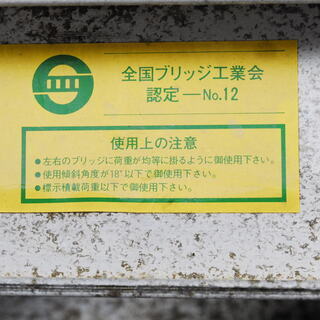 全国ブリッジ工業会
認定—No.12
使用上の注意
●左右のブリッジに荷重が均等に掛るように御使用下さい。
●使用傾斜角度が18°以下で御使用下さい。
●標示積載荷重以下で御使用下さい。